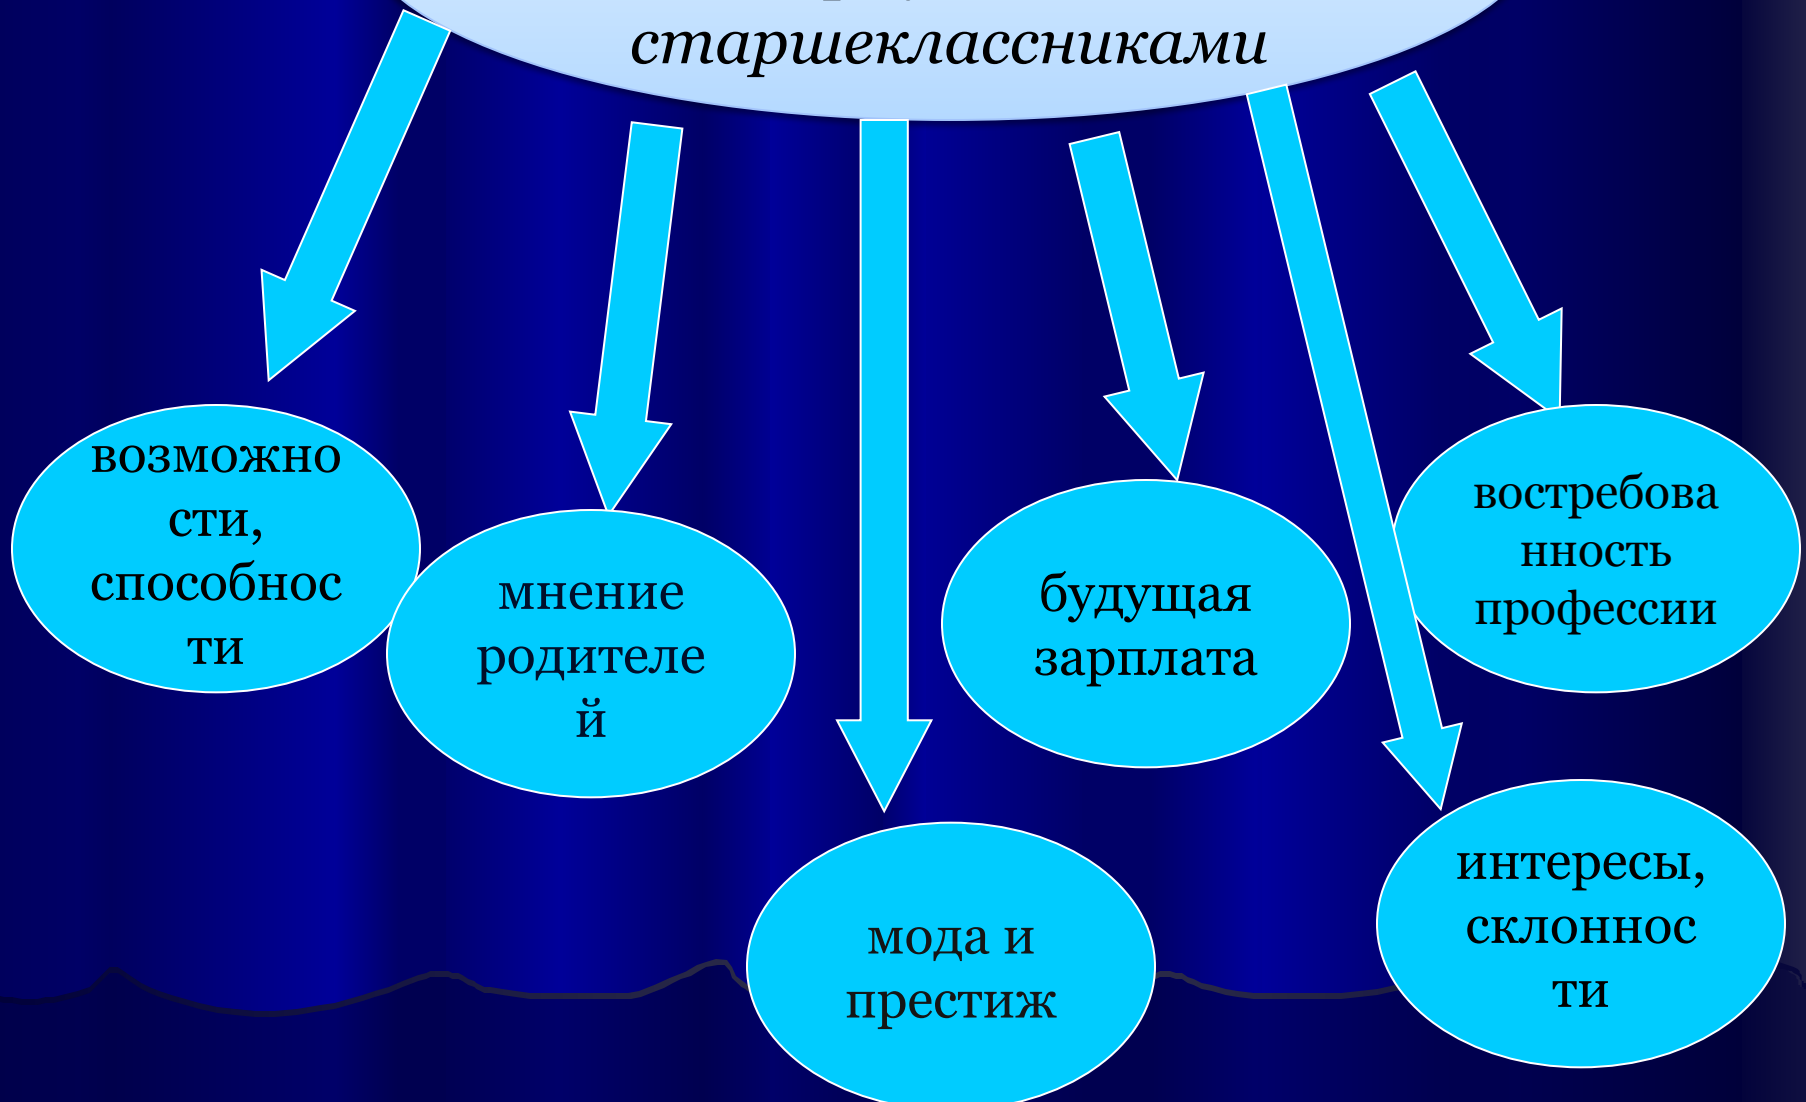 старшеклассниками
возможно
сти,
способнос
ти
мнение
родителе
й
мода и
престиж
будущая
зарплата
востребова
нность
профессии
интересы,
склоннос
ти